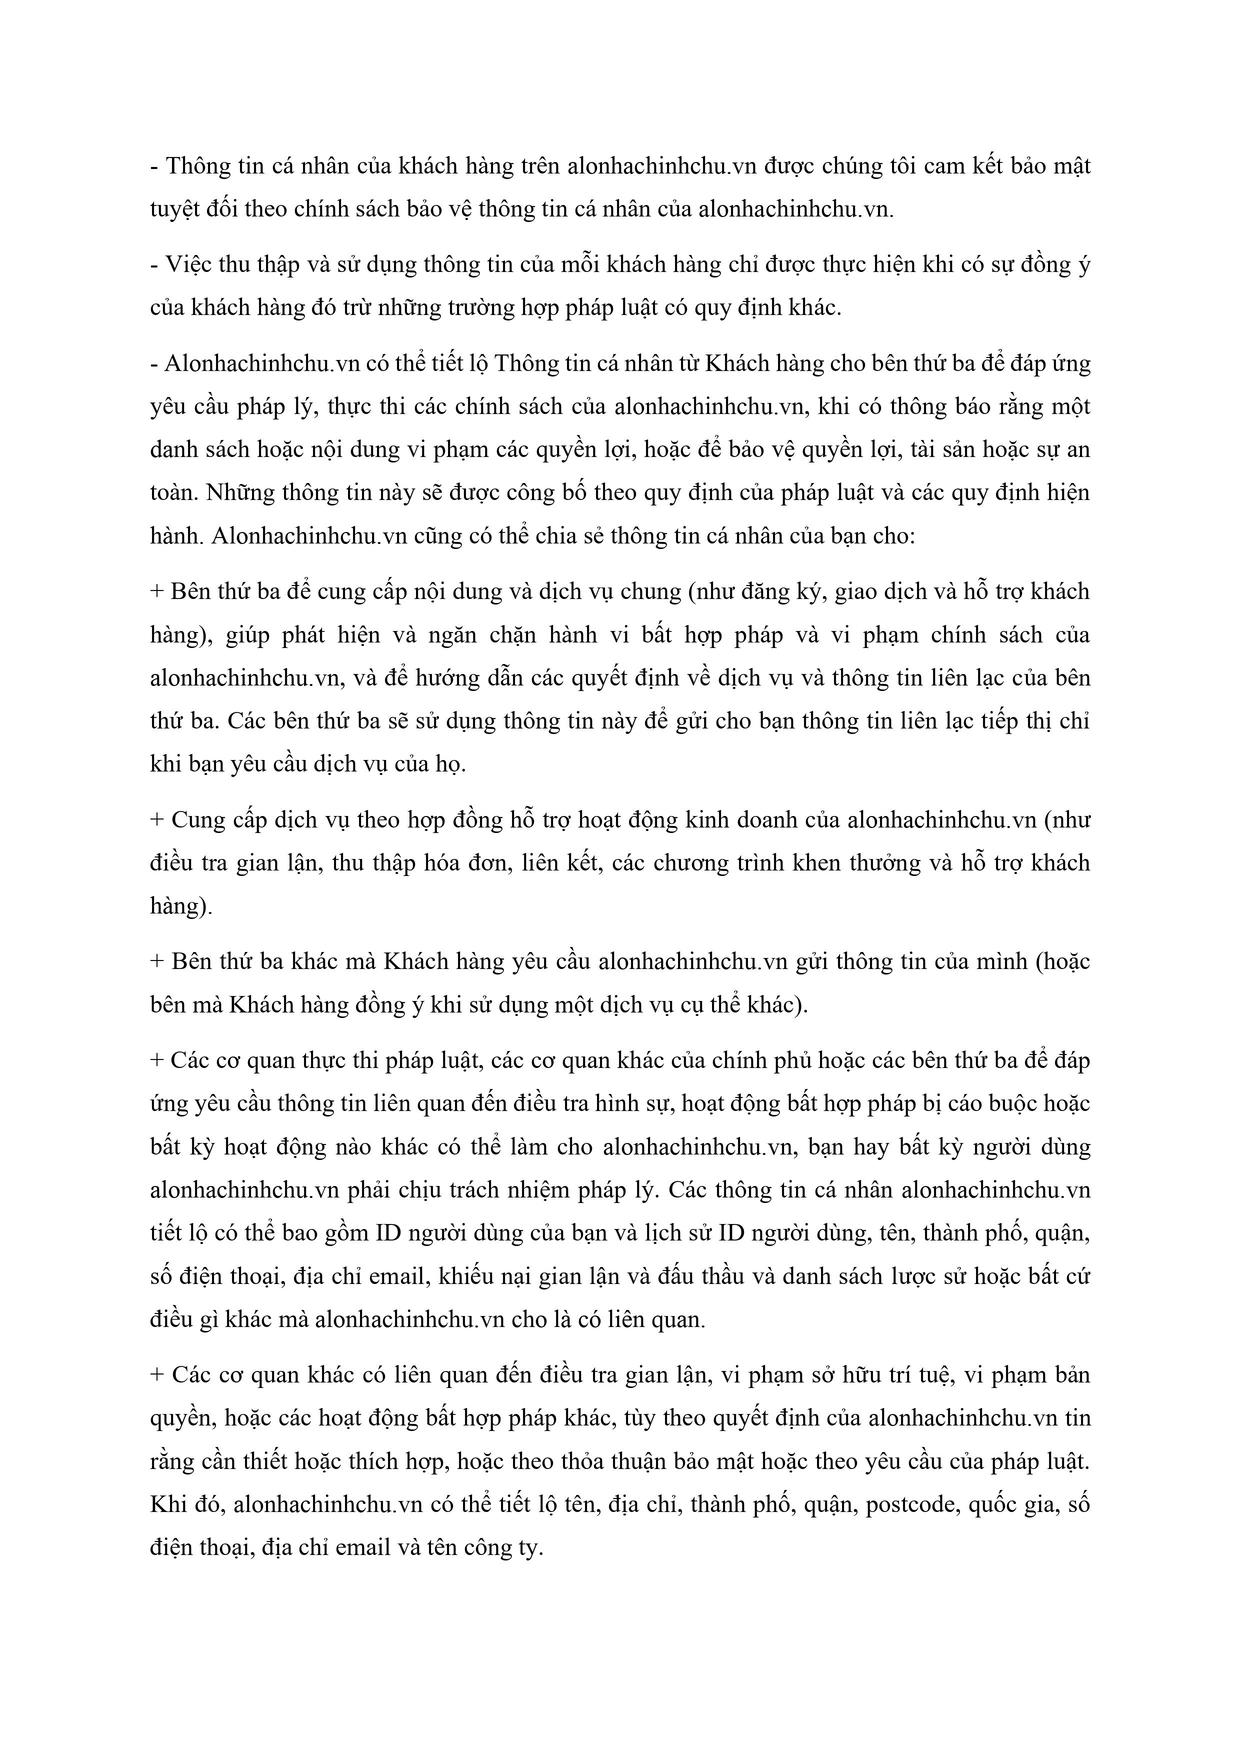 - Thông tin cá nhân của khách hàng trên alonhachinhchu.vn được chúng tôi cam kết bảo mật
tuyệt đối theo chính sách bảo vệ thông tin cá nhân của alonhachinhchu.vn.
- Việc thu thập và sử dụng thông tin của mỗi khách hàng chỉ được thực hiện khi có sự đồng ý
của khách hàng đó trừ những trường hợp pháp luật có quy định khác.
- Alonhachinhchu.vn có thể tiết lộ Thông tin cá nhân từ Khách hàng cho bên thứ ba để đáp ứng
yêu cầu pháp lý, thực thi các chính sách của alonhachinhchu.vn, khi có thông báo rằng một
danh sách hoặc nội dung vi phạm các quyền lợi, hoặc để bảo vệ quyền lợi, tài sản hoặc sự an
toàn. Những thông tin này sẽ được công bố theo quy định của pháp luật và các quy định hiện
hành. Alonhachinhchu.vn cũng có thể chia sẻ thông tin cá nhân của bạn cho:
+ Bên thứ ba để cung cấp nội dung và dịch vụ chung (như đăng ký, giao dịch và hỗ trợ khách
hàng), giúp phát hiện và ngăn chặn hành vi bất hợp pháp và vi phạm chính sách của
alonhachinhchu.vn, và để hướng dẫn các quyết định về dịch vụ và thông tin liên lạc của bên
thứ ba. Các bên thứ ba sẽ sử dụng thông tin này để gửi cho bạn thông tin liên lạc tiếp thị chỉ
khi bạn yêu cầu dịch vụ của họ.
+ Cung cấp dịch vụ theo hợp đồng hỗ trợ hoạt động kinh doanh của alonhachinhchu.vn (như
điều tra gian lận, thu thập hóa đơn, liên kết, các chương trình khen thưởng và hỗ trợ khách
hàng).
+ Bên thứ ba khác mà Khách hàng yêu cầu alonhachinhchu.vn gửi thông tin của mình (hoặc
bên mà Khách hàng đồng ý khi sử dụng một dịch vụ cụ thể khác).
+ Các cơ quan thực thi pháp luật, các cơ quan khác của chính phủ hoặc các bên thứ ba để đáp
ứng yêu cầu thông tin liên quan đến điều tra hình sự, hoạt động bất hợp pháp bị cáo buộc hoặc
bất kỳ hoạt động nào khác có thể làm cho alonhachinhchu.vn, bạn hay bất kỳ người dùng
alonhachinhchu.vn phải chịu trách nhiệm pháp lý. Các thông tin cá nhân alonhachinhchu.vn
tiết lộ có thể bao gồm ID người dùng của bạn và lịch sử ID người dùng, tên, thành phố, quận,
số điện thoại, địa chỉ email, khiếu nại gian lận và đấu thầu và danh sách lược sử hoặc bất cứ
điều gì khác mà alonhachinhchu.vn cho là có liên quan.
+ Các cơ quan khác có liên quan đến điều tra gian lận, vi phạm sở hữu trí tuệ, vi phạm bản
quyền, hoặc các hoạt động bất hợp pháp khác, tùy theo quyết định của alonhachinhchu.vn tin
rằng cần thiết hoặc thích hợp, hoặc theo thỏa thuận bảo mật hoặc theo yêu cầu của pháp luật.
Khi đó, alonhachinhchu.vn có thể tiết lộ tên, địa chỉ, thành phố, quận, postcode, quốc gia, số
điện thoại, địa chỉ email và tên công ty.